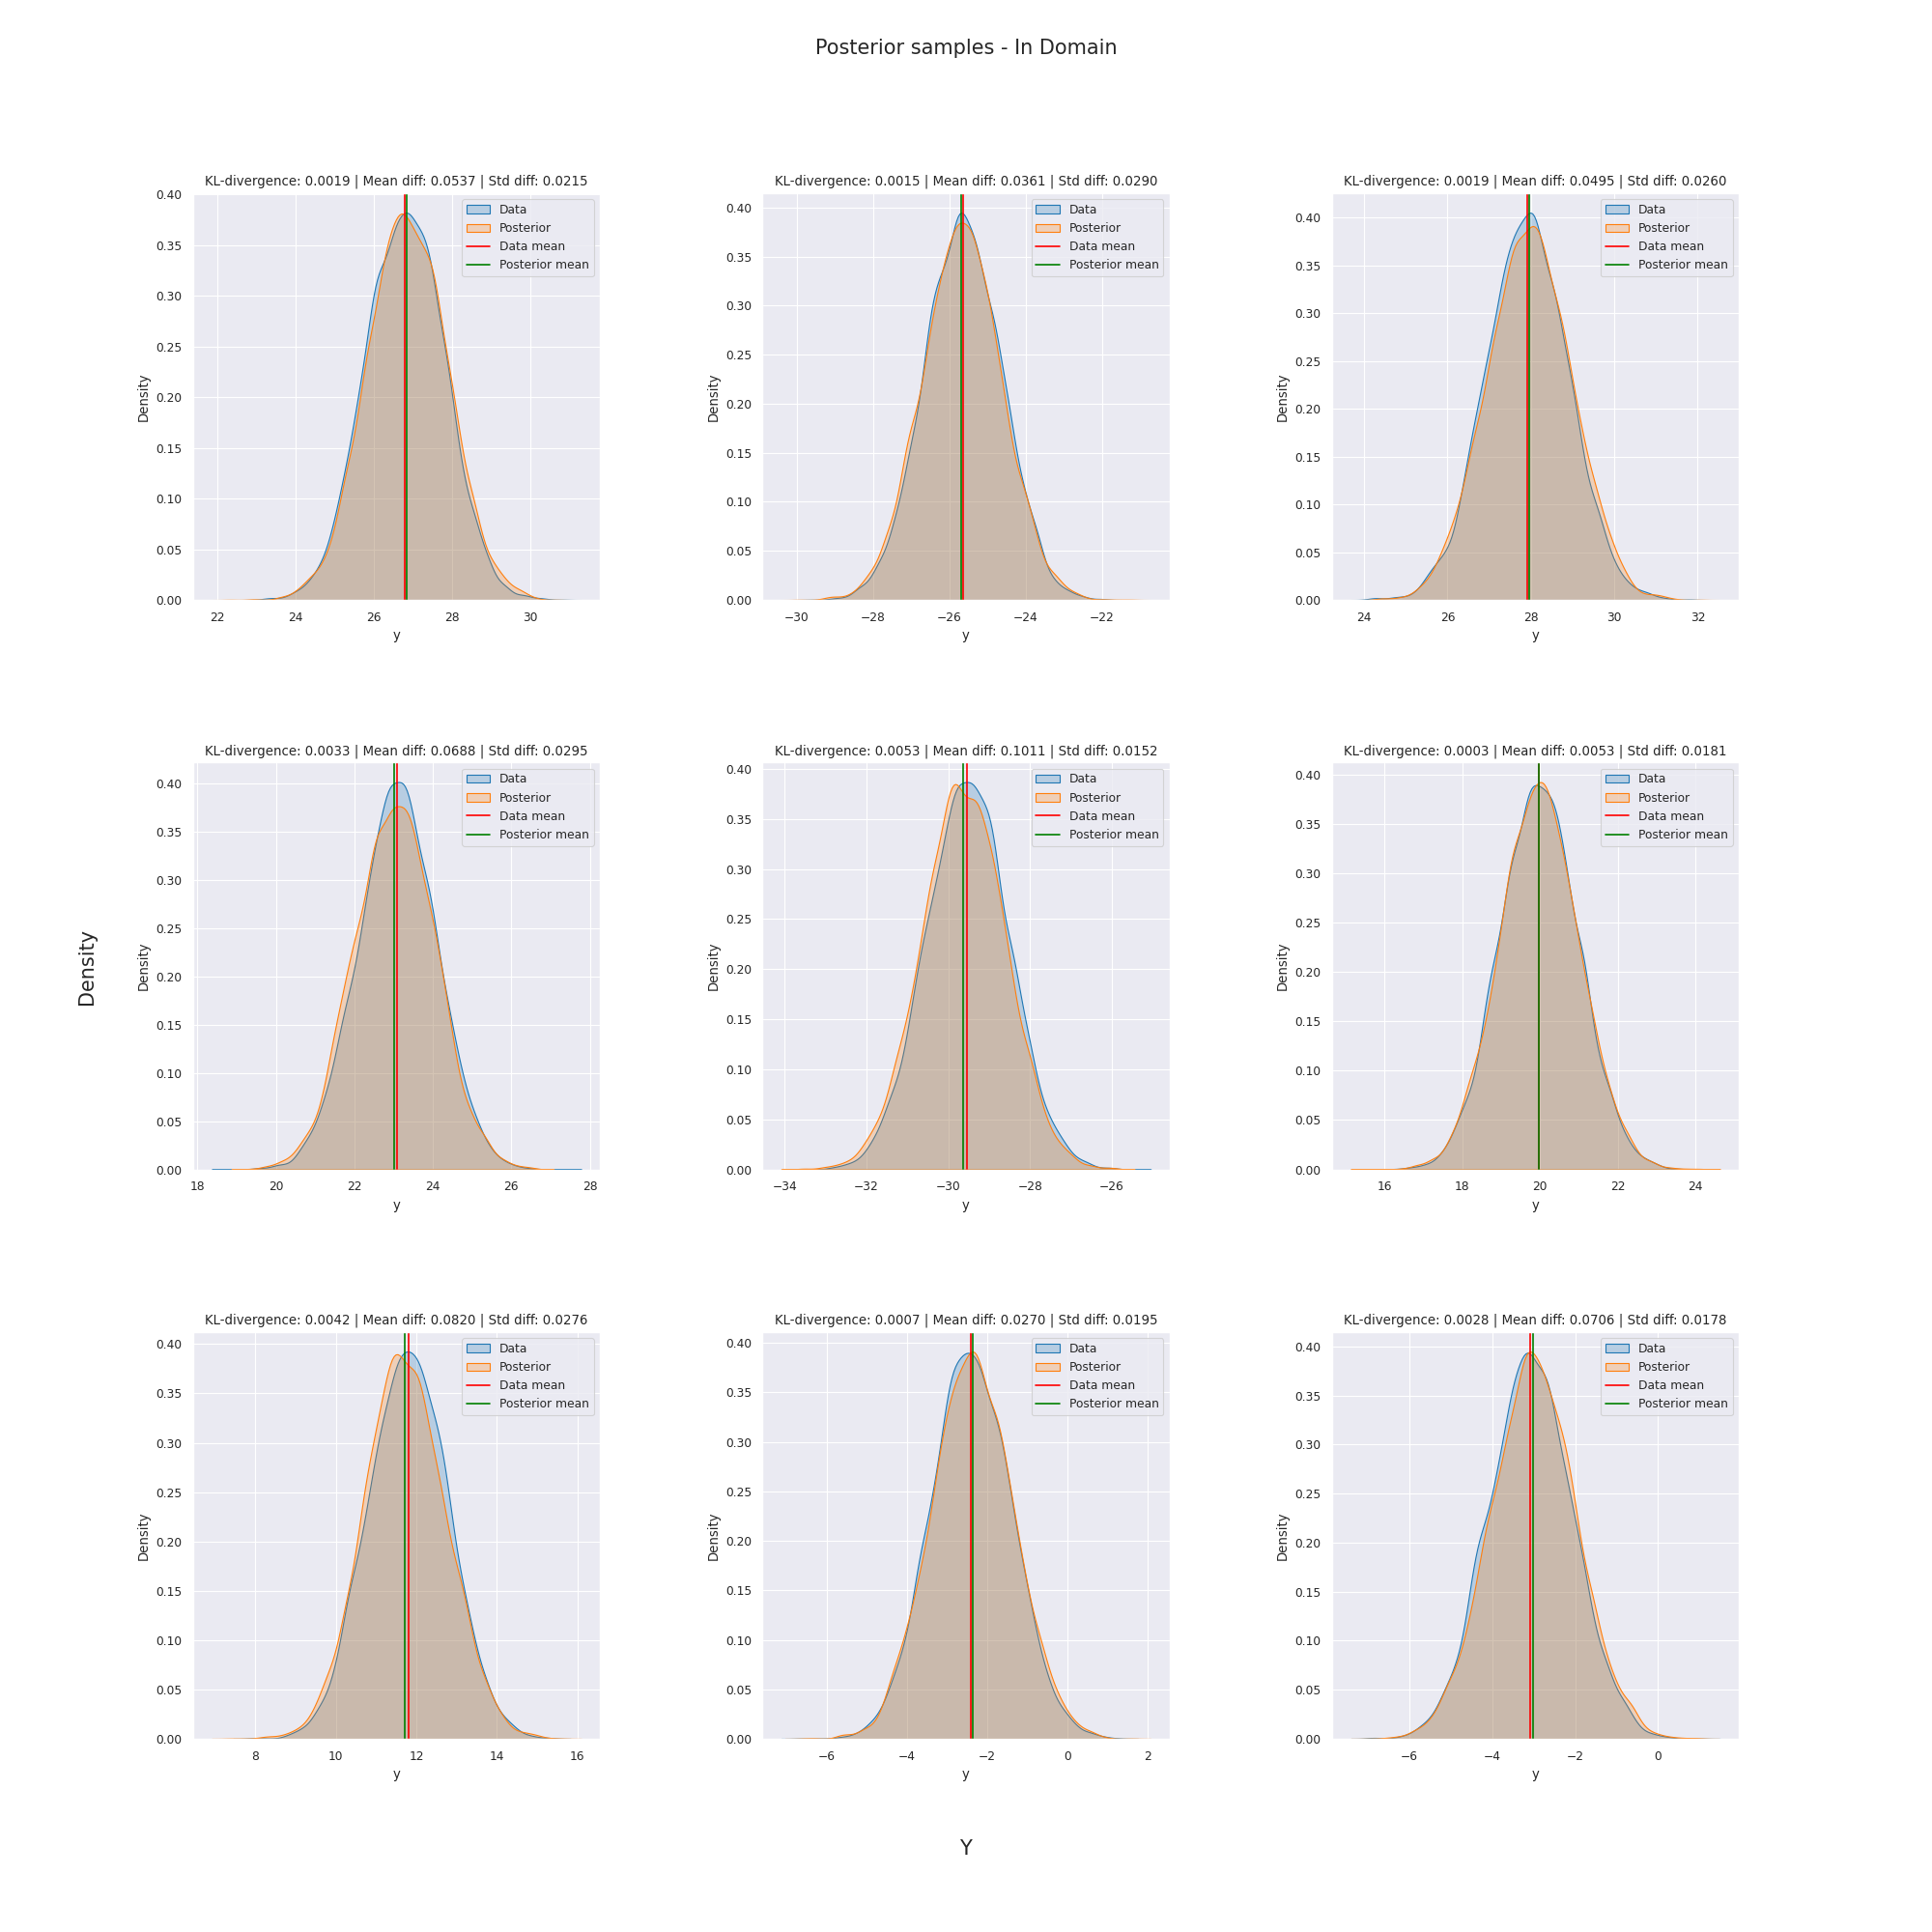 Posterior samples - In Domain
KL-divergence: 0.0019 | Mean diff: 0.0537 | Std diff: 0.0215
Data
Posterior
Data mean
Posterior mean
0.40
0.35
0.30
0.25
0.20
0.15
0.10
0.05
0.00
Density
22 24 26 28 30
y
KL-divergence: 0.0015 | Mean diff: 0.0361 | Std diff: 0.0290
Data
Posterior
Data mean
Posterior mean
0.40
0.35
0.30
0.25
0.20
0.15
0.10
0.05
0.00
Density
−30 −28 −26 −24 −22
y
KL-divergence: 0.0019 | Mean diff: 0.0495 | Std diff: 0.0260
Data
Posterior
Data mean
Posterior mean
0.40
0.35
0.30
0.25
0.20
0.15
0.10
0.05
0.00
Density
24 26 28 30 32
y
Density
KL-divergence: 0.0033 | Mean diff: 0.0688 | Std diff: 0.0295
Data
Posterior
Data mean
Posterior mean
0.40
0.35
0.30
0.25
0.20
0.15
0.10
0.05
0.00
Density
18 20 22 24 26 28
y
KL-divergence: 0.0053 | Mean diff: 0.1011 | Std diff: 0.0152
Data
Posterior
Data mean
Posterior mean
0.40
0.35
0.30
0.25
0.20
0.15
0.10
0.05
0.00
Density
−34 −32 −30 −28 −26
y
KL-divergence: 0.0003 | Mean diff: 0.0053 | Std diff: 0.0181
Data
Posterior
Data mean
Posterior mean
0.40
0.35
0.30
0.25
0.20
0.15
0.10
0.05
0.00
Density
16 18 20 22 24
y
KL-divergence: 0.0042 | Mean diff: 0.0820 | Std diff: 0.0276
Data
Posterior
Data mean
Posterior mean
0.40
0.35
0.30
0.25
0.20
0.15
0.10
0.05
0.00
Density
8 10 12 14 16
y
KL-divergence: 0.0007 | Mean diff: 0.0270 | Std diff: 0.0195
Data
Posterior
Data mean
Posterior mean
0.40
0.35
0.30
0.25
0.20
0.15
0.10
0.05
0.00
Density
−6 −4 −2 0 2
y
KL-divergence: 0.0028 | Mean diff: 0.0706 | Std diff: 0.0178
Data
Posterior
Data mean
Posterior mean
0.40
0.35
0.30
0.25
0.20
0.15
0.10
0.05
0.00
Density
−6 −4 −2 0
y
Y